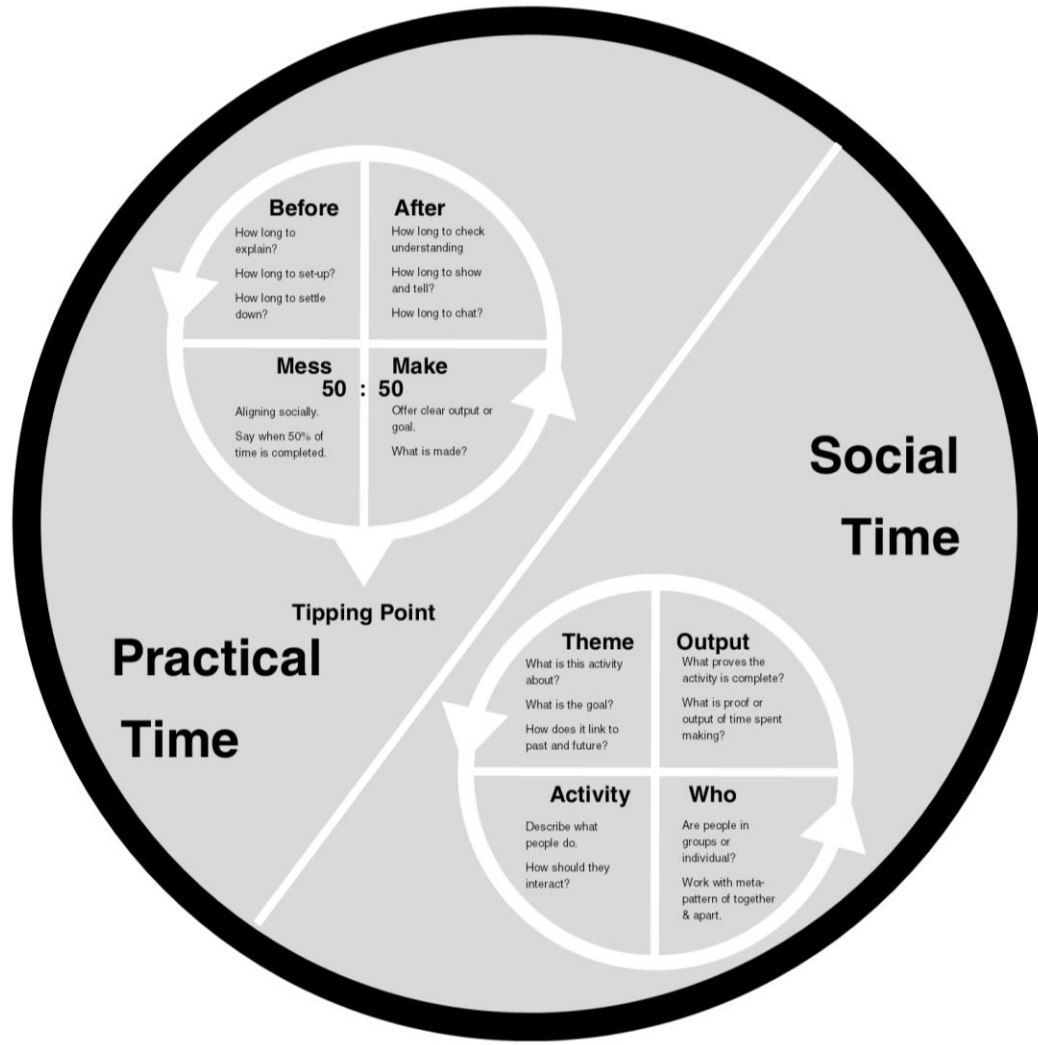 Before
How long to
explain?
How long to set-up?
How long to settle
down?
After
How long to check
understanding
How long to show
and tell?
How long to chat?
Mess
Make
50 : 50
Aligning socially.
Say when 50% of
time is completed.
Offer clear output or
goal.
What is made?
Tipping Point
Practical
Time
Social
Time
Theme
What is this activity
about?
What is the goal?
How does it link to
past and future?
Output
What proves the
activity is complete?
What is proof or
output of time spent
making?
Activity
Describe what
people do.
How should they
interact?
Who
Are people in
groups or
individual?
Work with meta-
pattern of together
& apart.